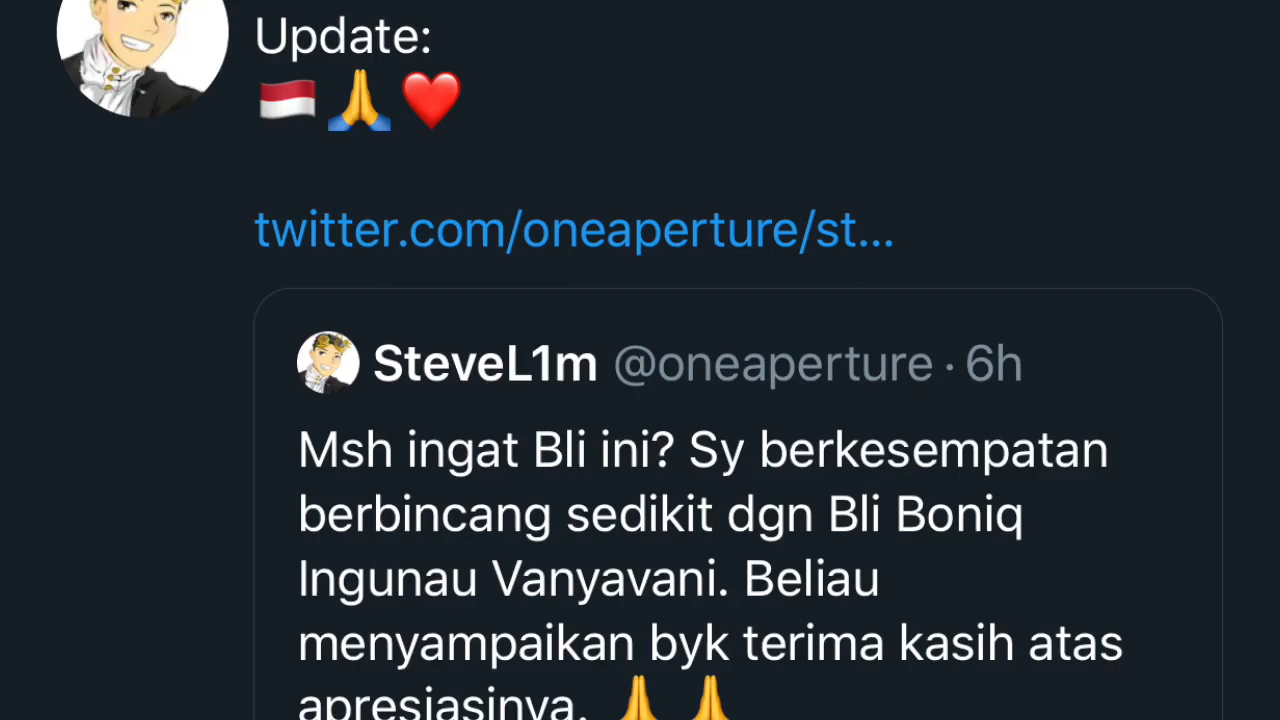 Update:
🇮🇩🙏❤️
twitter.com/oneaperture/st...
SteveL1m @oneaperture · 6h
Msh ingat Bli ini? Sy berkesempatan
berbincang sedikit dgn Bli Boniq
Ingunau Vanyavani. Beliau
menyampaikan byk terima kasih atas
apresiasinya. 🙏 🙏